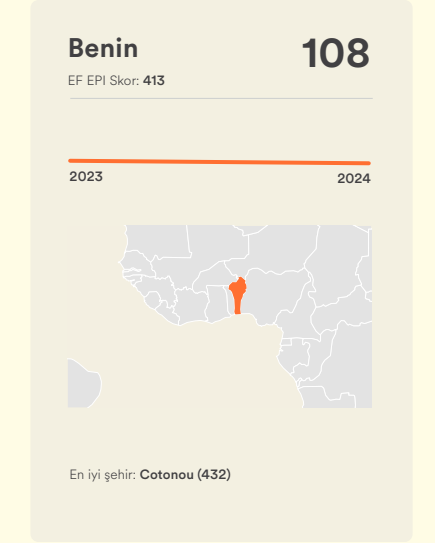 Benin
108
EF EPI Skor: 413
2023
2024
En iyi şehir: Cotonou (432)